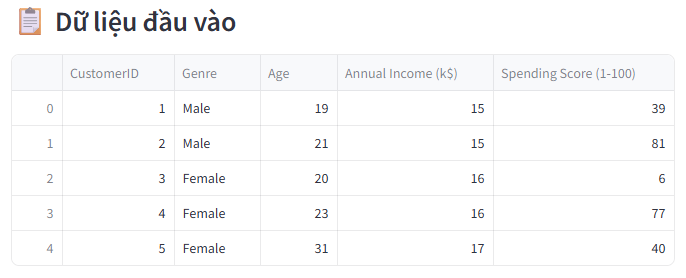 Dữ liệu đầu vào
CustomerID Genre Age Annual Income (k$) Spending Score (1-100)
0 1 Male 19 15 39
1 2 Male 21 15 81
2 3 Female 20 16 6
3 4 Female 23 16 77
4 5 Female 31 17 40